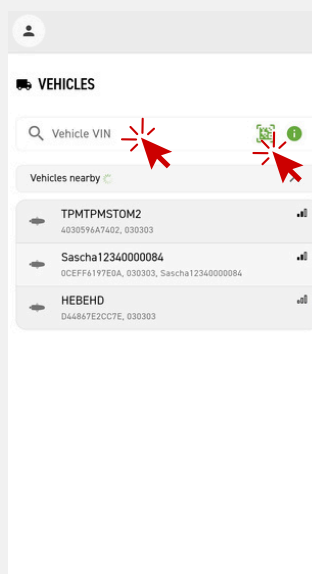 VEHICLES
Vehicle VIN
Vehicles nearby
TPMTPMSTOM2
4030596A7402, 030303
Sascha12340000084
0CEFF6197E0A, 030303, Sascha12340000084
HEBEHD
D44867E2CC7E, 030303